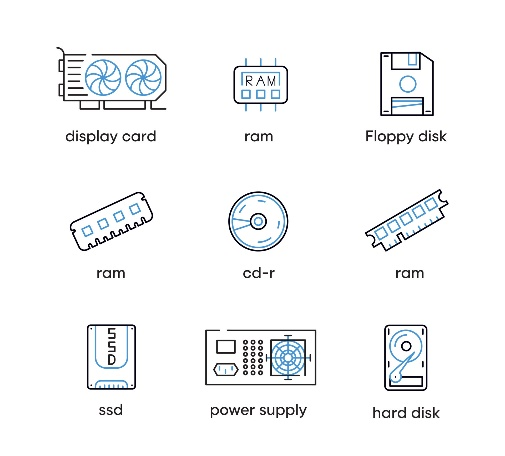 RAM
display card
ram
Floppy disk
ram
cd-r
ram
SSD
ssd
power supply
hard disk